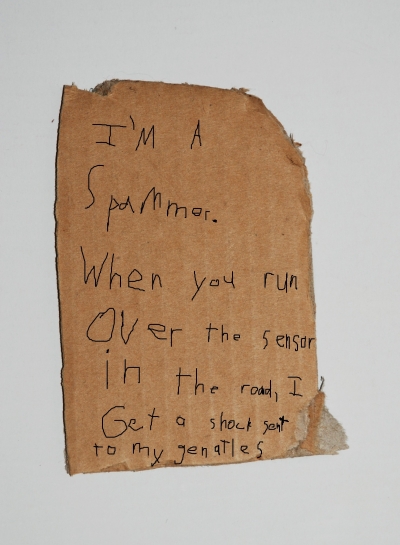 I'M A
Spammer.
When you run
Over the sensor
in the road, I
Get a shock sent
to my genatles